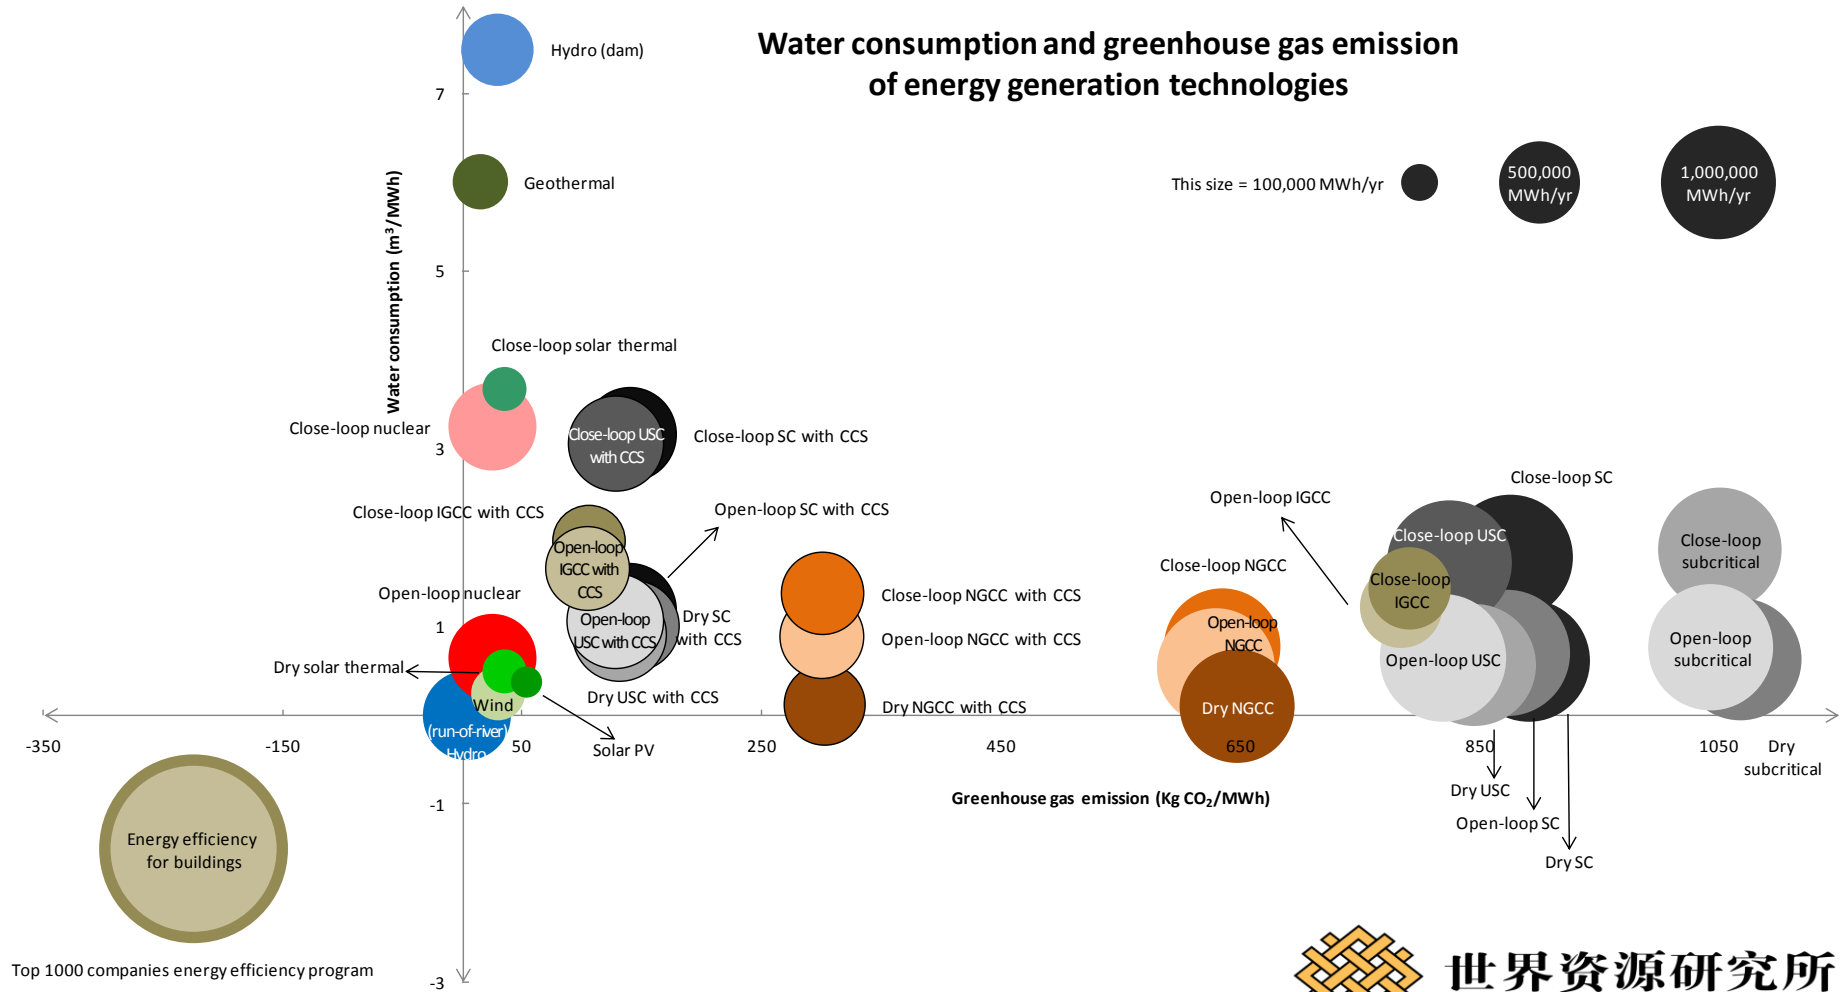 Water consumption and greenhouse gas emission
of energy generation technologies
Hydro (dam)
7
Geothermal
This size = 100,000 MWh/yr
500,000
MWh/yr
1,000,000
MWh/yr
Water consumption (m³/MWh)
5
Close-loop solar thermal
Close-loop nuclear
3
Close-loop USC
with CCS
Close-loop SC with CCS
Close-loop SC
Open-loop IGCC
Close-loop IGCC with CCS
Open-loop SC with CCS
Close-loop USC
Close-loop
subcritical
Open-loop
IGCC with
CCS
Close-loop NGCC
Close-loop
IGCC
Open-loop nuclear
Close-loop NGCC with CCS
1
Open-loop
USC with CCS
Dry SC
with CCS
Open-loop NGCC with CCS
Open-loop
NGCC
Open-loop USC
Open-loop
subcritical
Dry solar thermal
Dry USC with CCS
Wind
Dry NGCC with CCS
Dry NGCC
(run-of-river)
Hydro
Solar PV
-350
-150
50
250
450
650
850
1050
Dry
subcritical
Dry USC
Greenhouse gas emission (Kg CO₂/MWh)
-1
Open-loop SC
Energy efficiency
for buildings
Dry SC
Top 1000 companies energy efficiency program
-3
世界资源研究所